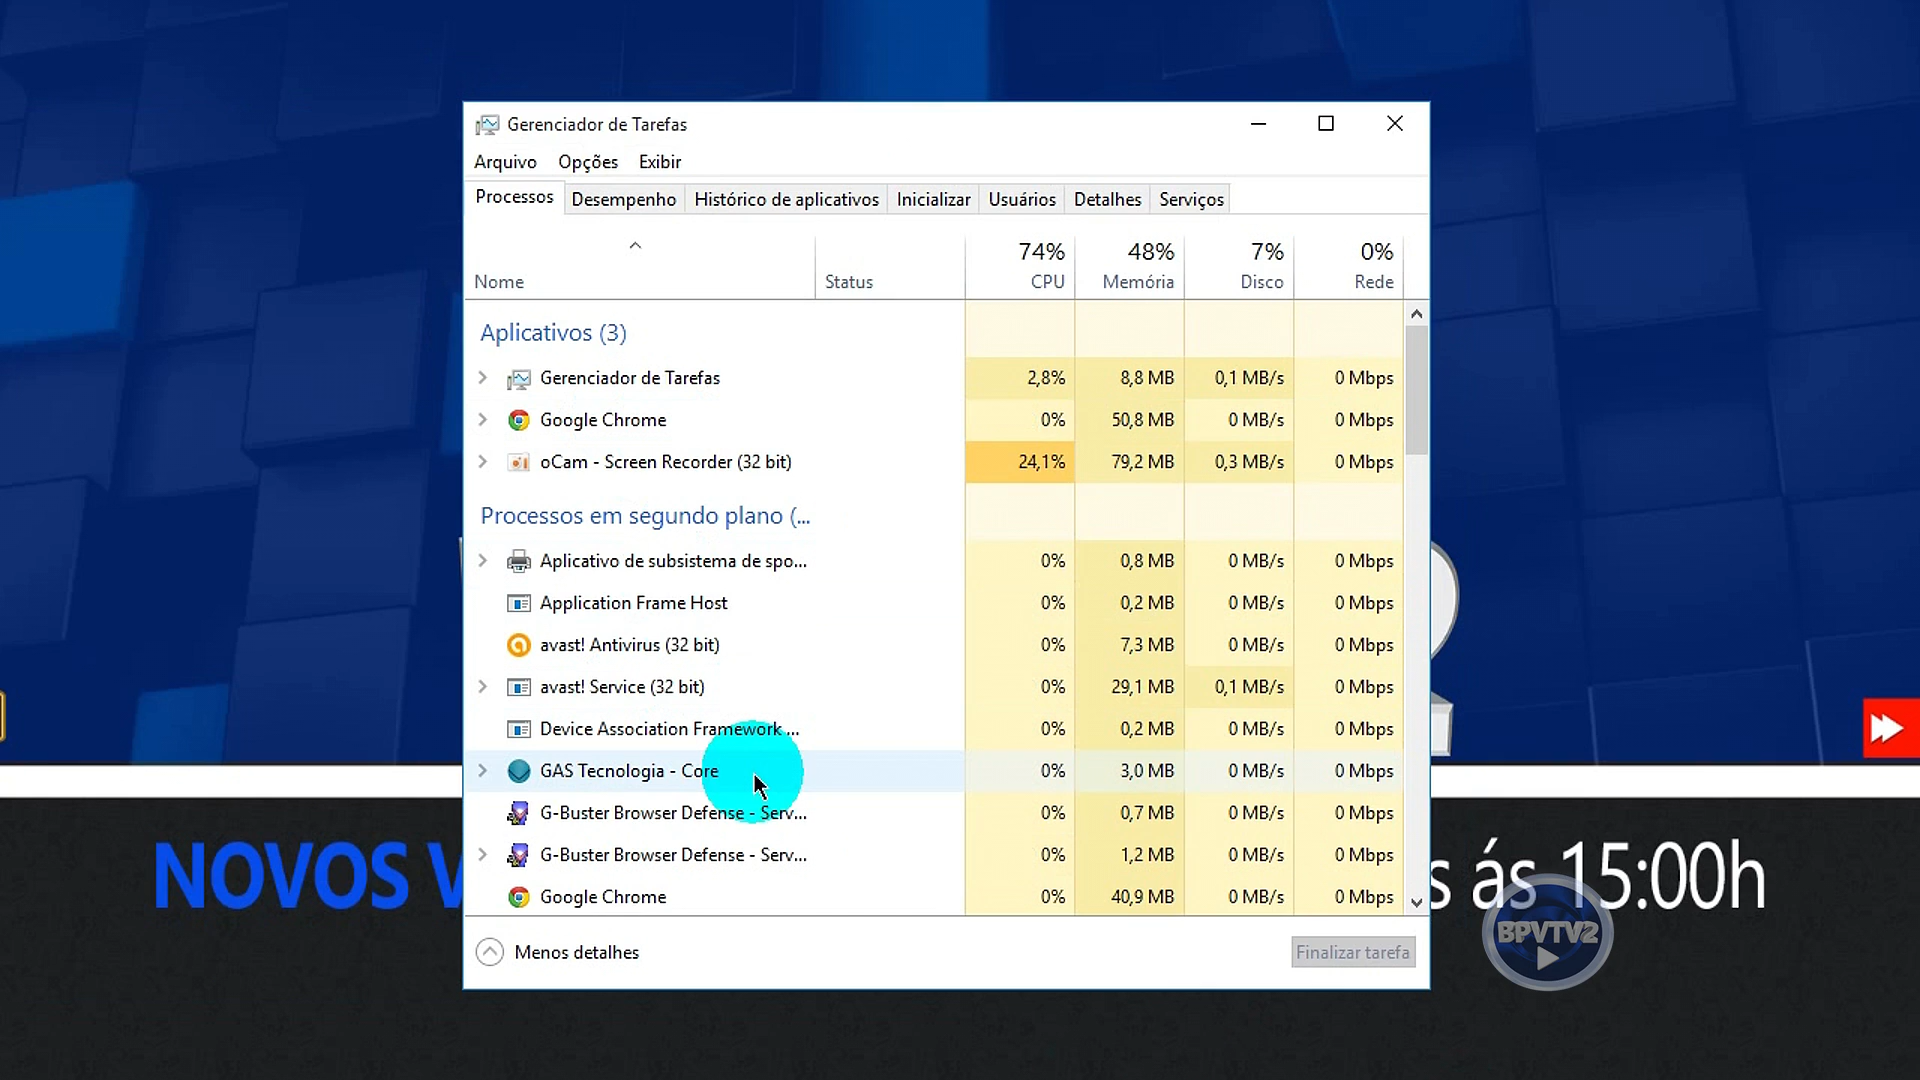 Gerenciador de Tarefas
Arquivo Opções Exibir
Processos Desempenho Histórico de aplicativos Inicializar Usuários Detalhes Serviços
74% 48% 7% 0%
Nome Status CPU Memória Disco Rede
Aplicativos (3)
Gerenciador de Tarefas 2,8% 8,8 MB 0,1 MB/s 0 Mbps
Google Chrome 0% 50,8 MB 0 MB/s 0 Mbps
oCam - Screen Recorder (32 bit) 24,1% 79,2 MB 0,3 MB/s 0 Mbps
Processos em segundo plano (...
Aplicativo de subsistema de spo... 0% 0,8 MB 0 MB/s 0 Mbps
Application Frame Host 0% 0,2 MB 0 MB/s 0 Mbps
avast! Antivirus (32 bit) 0% 7,3 MB 0 MB/s 0 Mbps
avast! Service (32 bit) 0% 29,1 MB 0,1 MB/s 0 Mbps
Device Association Framework ... 0% 0,2 MB 0 MB/s 0 Mbps
GAS Tecnologia - Core 0% 3,0 MB 0 MB/s 0 Mbps
G-Buster Browser Defense - Serv... 0% 0,7 MB 0 MB/s 0 Mbps
G-Buster Browser Defense - Serv... 0% 1,2 MB 0 MB/s 0 Mbps
Google Chrome 0% 40,9 MB 0 MB/s 0 Mbps
Menos detalhes Finalizar tarefa
NOVOS V s ás 15:00h
BPVTV2